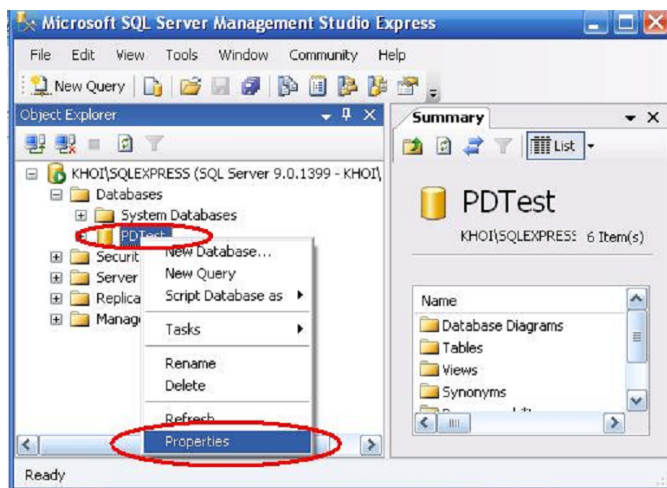 Microsoft SQL Server Management Studio Express
File Edit View Tools Window Community Help
New Query
Object Explorer
KHOI\SQLEXPRESS (SQL Server 9.0.1399 - KHOI\
Databases
System Databases
PDTest
Securit
Server
Replica
Manag
New Database...
New Query
Script Database as
Tasks
Rename
Delete
Refresh
Properties
Summary
List
PDTest
KHOI\SQLEXPRESS 6 Item(s)
Name
Database Diagrams
Tables
Views
Synonyms
Ready